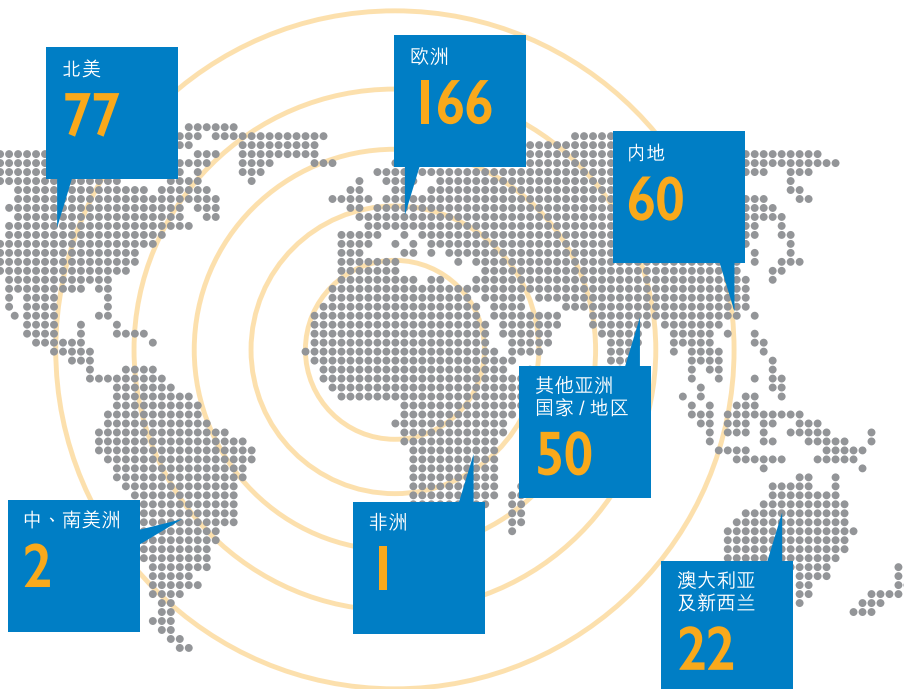 北美
77
欧洲
166
内地
60
其他亚洲
国家 / 地区
50
中、南美洲
2
非洲
1
澳大利亚
及新西兰
22